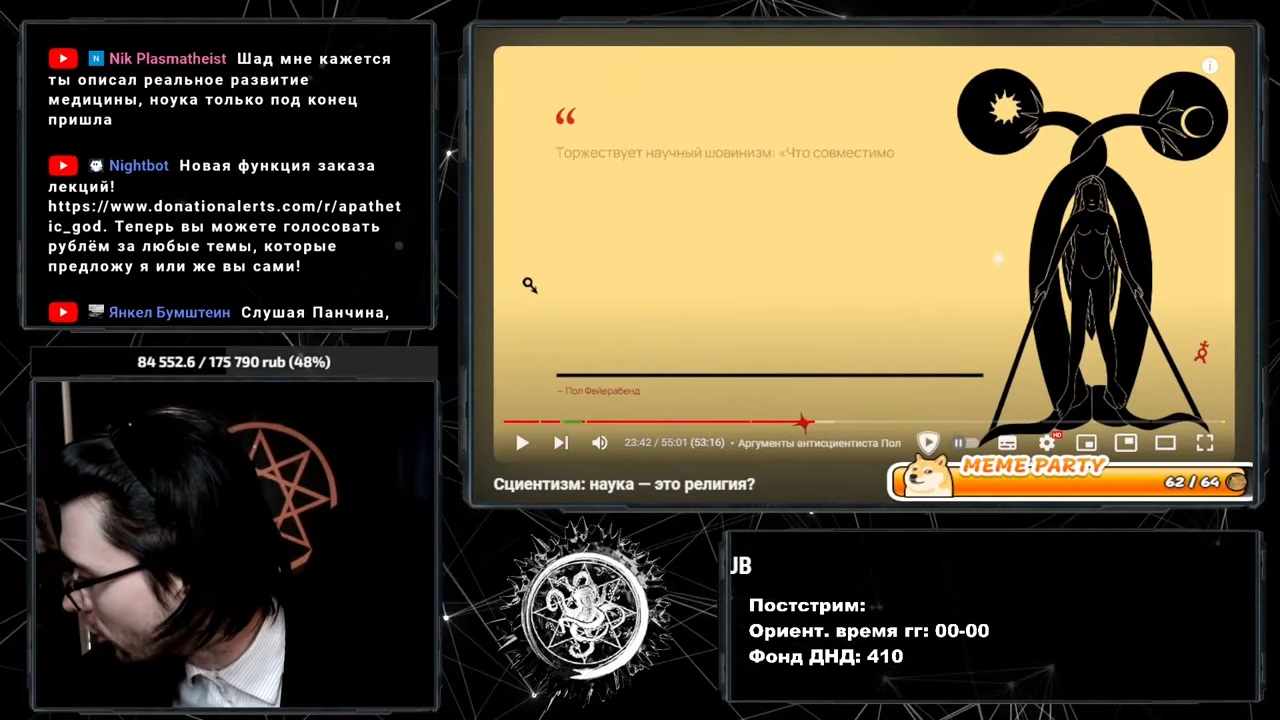 Nik Plasmatheist Шад мне кажется
ты описал реальное развитие
медицины, ноука только под конец
пришла
Nightbot Новая функция заказа
лекций!
https://www.donationalerts.com/r/apathet
ic_god. Теперь вы можете голосовать
рублём за любые темы, которые
предложу я или же вы сами!
Янкел Бумштеин Слушая Панчина,
84 552.6 / 175 790 rub (48%)
“
Торжествует научный шовинизм: «Что совместимо
– Пол Фейерабенд
23:42 / 55:01 (53:16) • Аргументы антисциентиста Пол
HD
Сциентизм: наука — это религия?
MEME PARTY
62 / 64
JB
Постстрим:
Ориент. время гг: 00-00
Фонд ДНД: 410